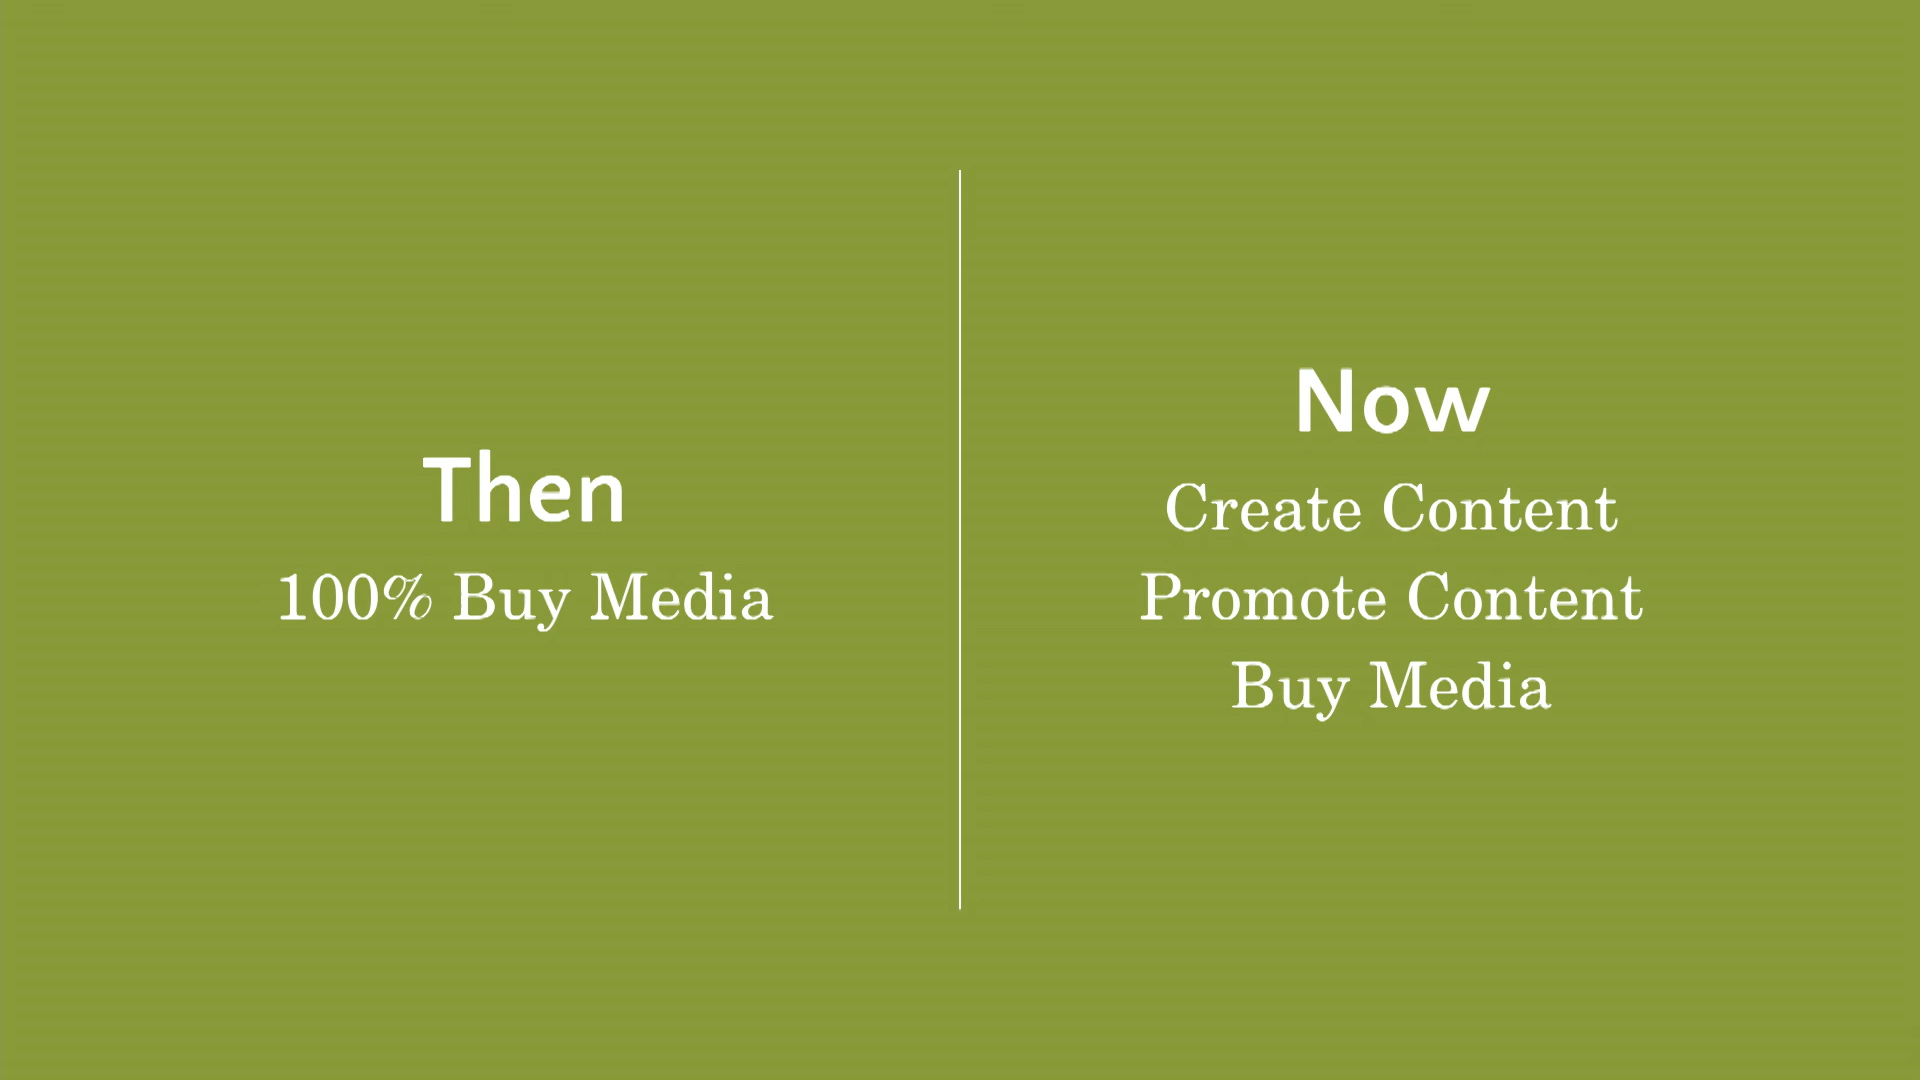 Then
100% Buy Media
Now
Create Content
Promote Content
Buy Media